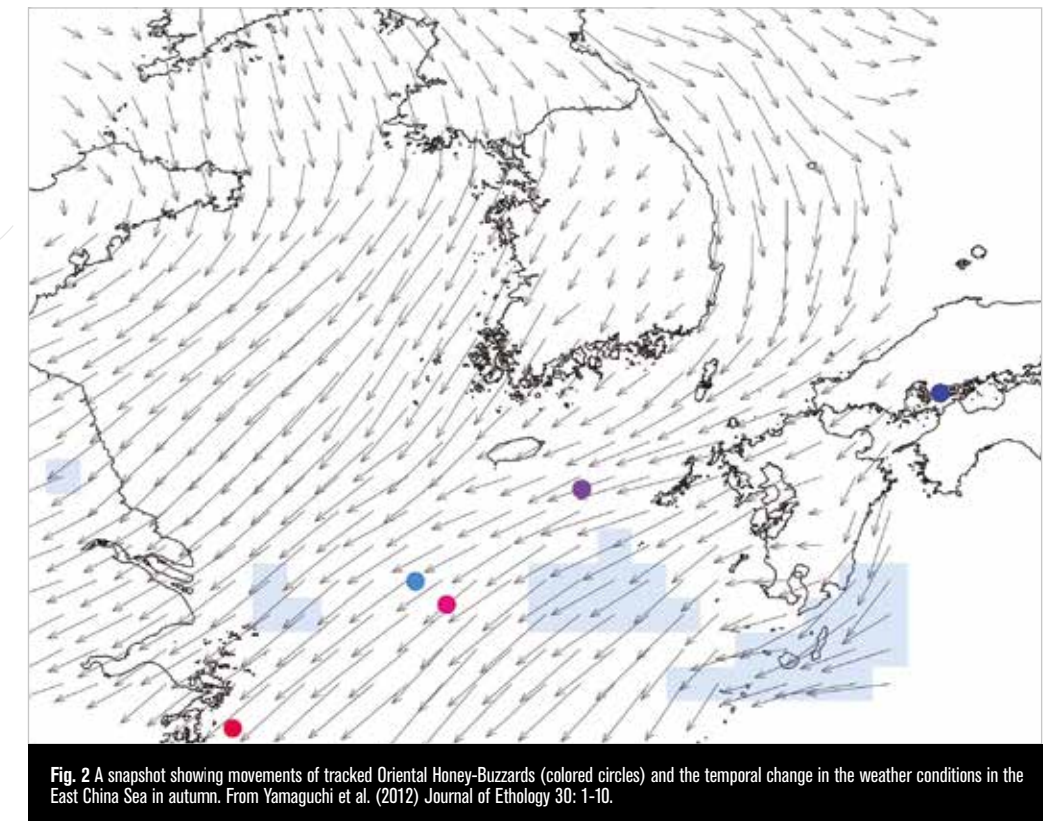 Fig. 2 A snapshot showing movements of tracked Oriental Honey-Buzzards (colored circles) and the temporal change in the weather conditions in the
East China Sea in autumn. From Yamaguchi et al. (2012) Journal of Ethology 30: 1-10.